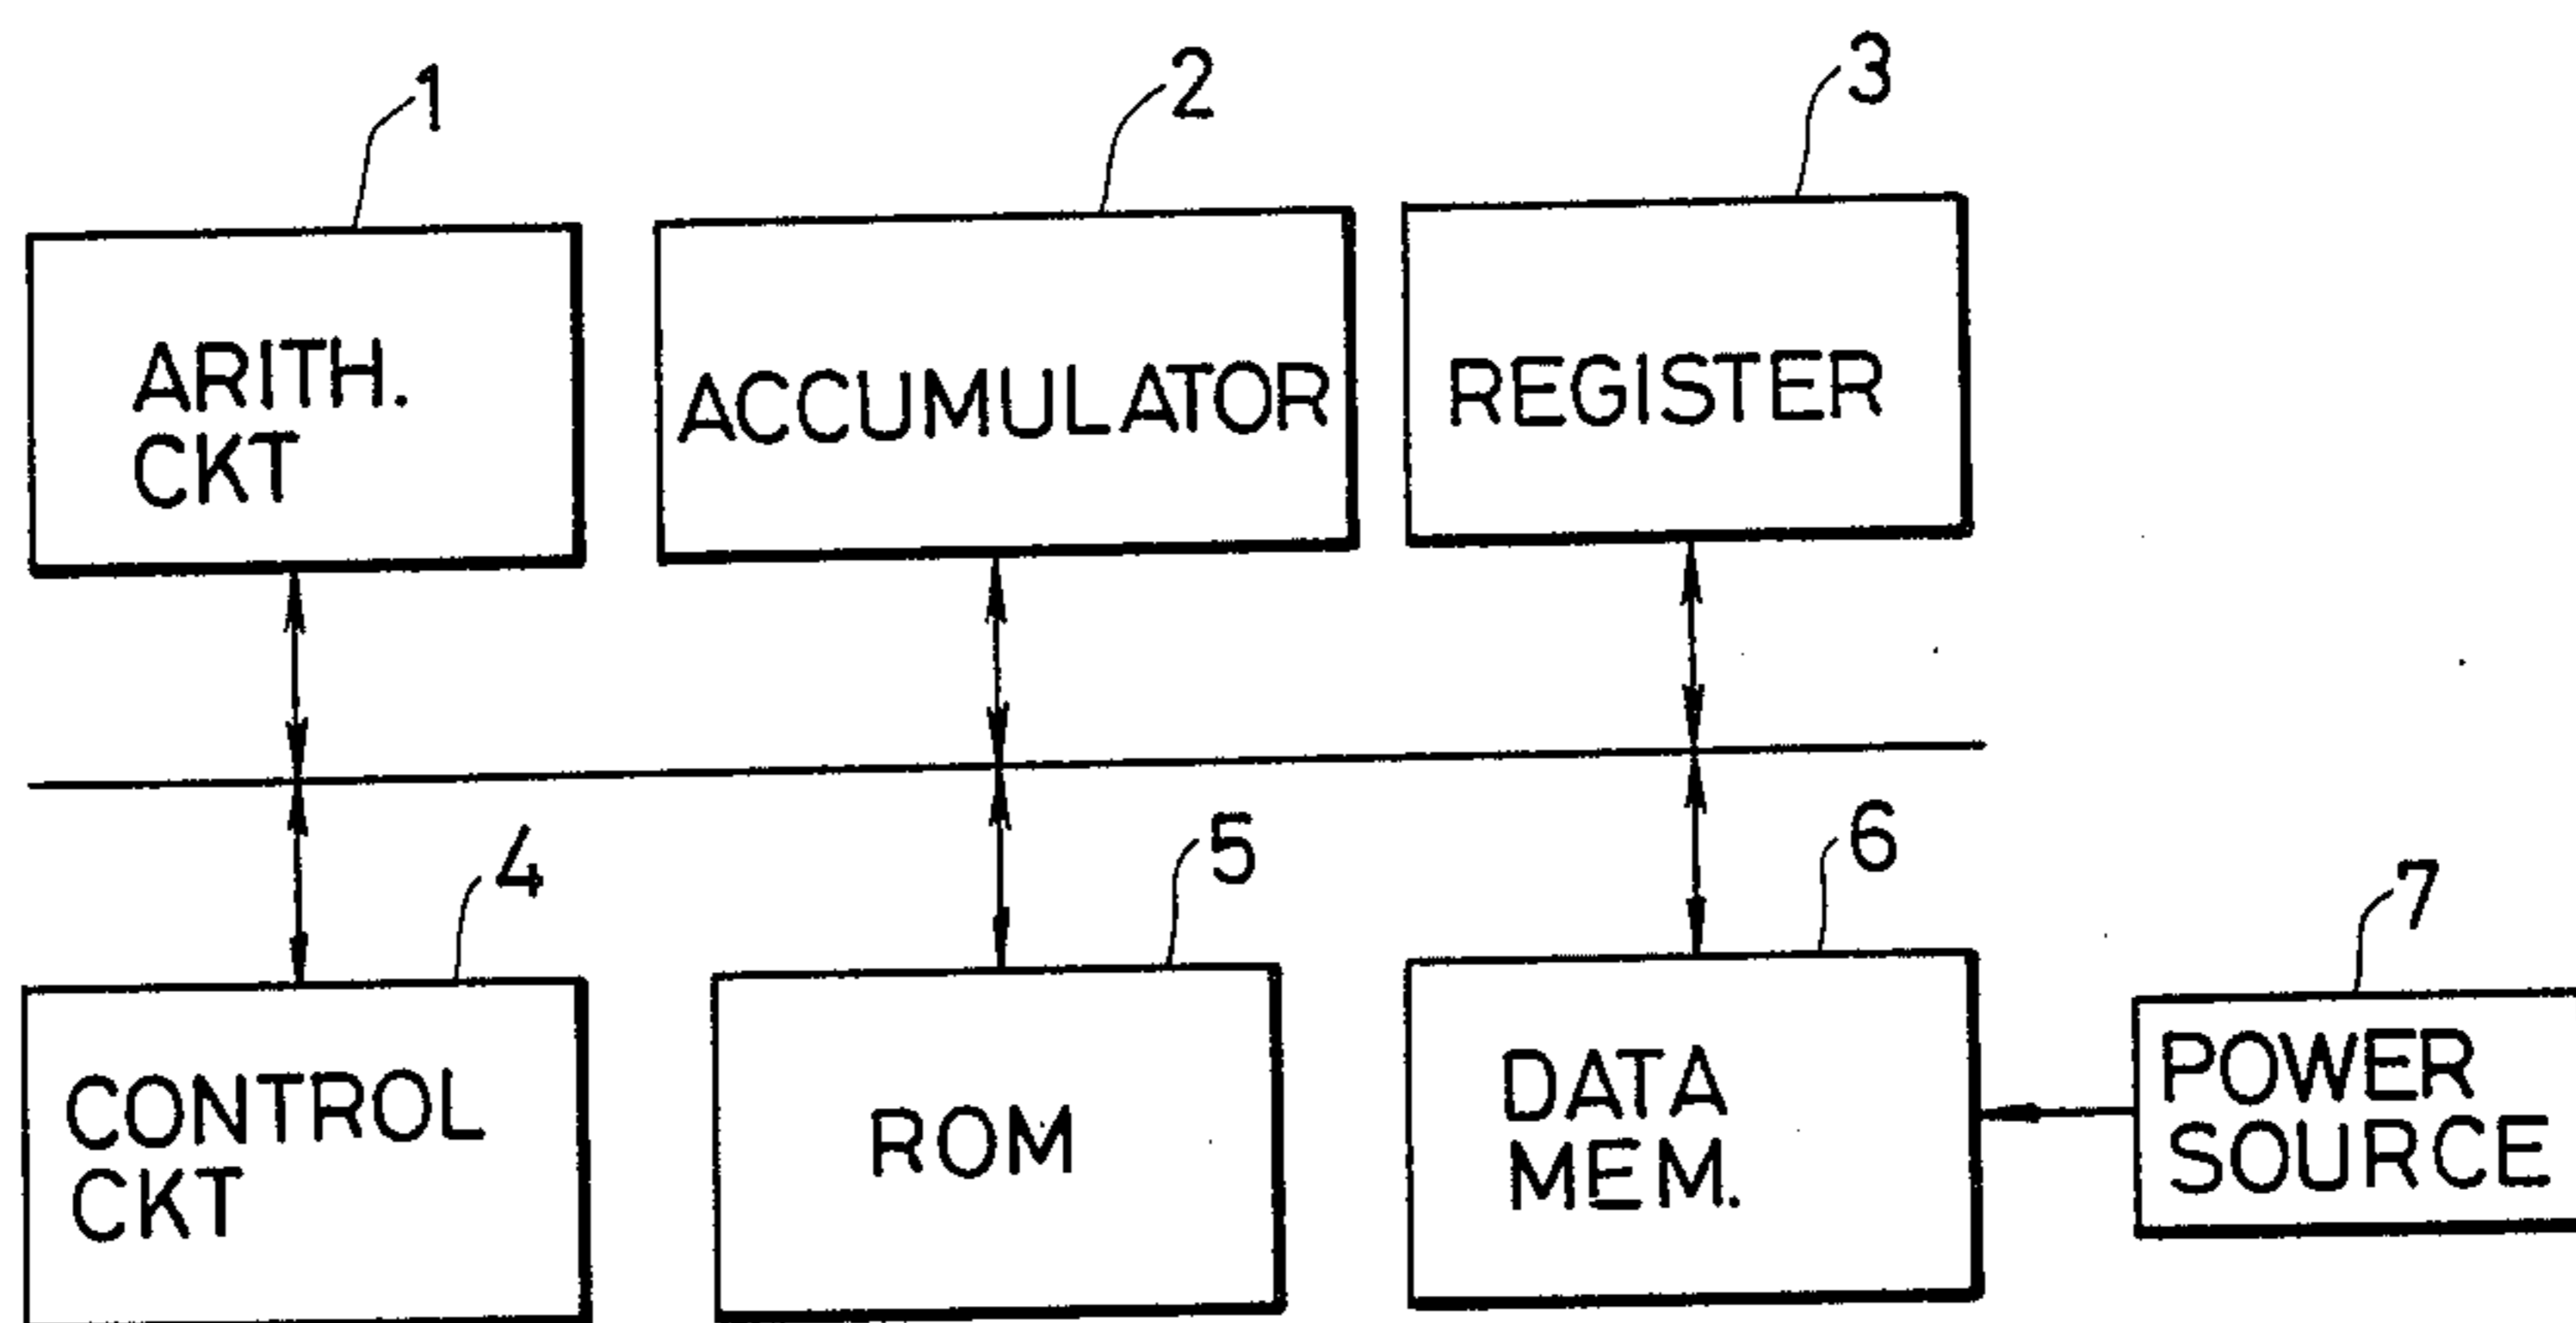 1
2
3
ARITH.
CKT
ACCUMULATOR
REGISTER
4
5
6
7
CONTROL
CKT
ROM
DATA
MEM.
POWER
SOURCE